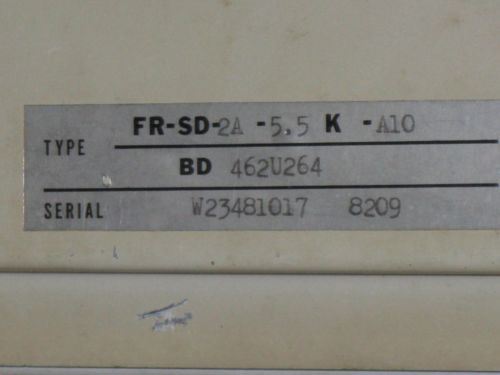 TYPE FR-SD-2A -5.5 K -A10
BD 462U264
SERIAL W23481017 8209